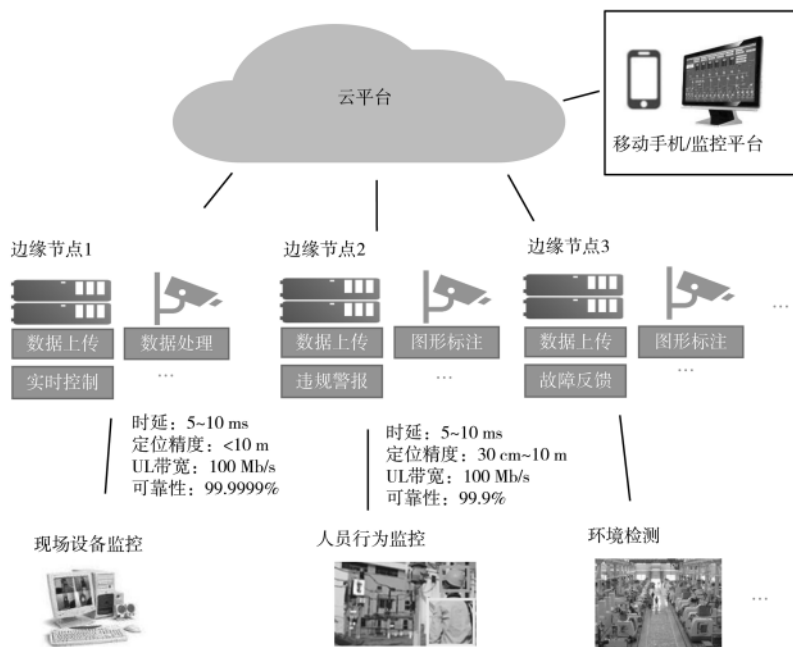 云平台
移动手机/监控平台
边缘节点1
边缘节点2
边缘节点3
数据上传
数据处理
数据上传
图形标注
数据上传
图形标注
…
实时控制
…
违规警报
…
故障反馈
…
时延：5~10 ms
定位精度：<10 m
UL带宽：100 Mb/s
可靠性：99.9999%
时延：5~10 ms
定位精度：30 cm~10 m
UL带宽：100 Mb/s
可靠性：99.9%
现场设备监控
人员行为监控
环境检测
…